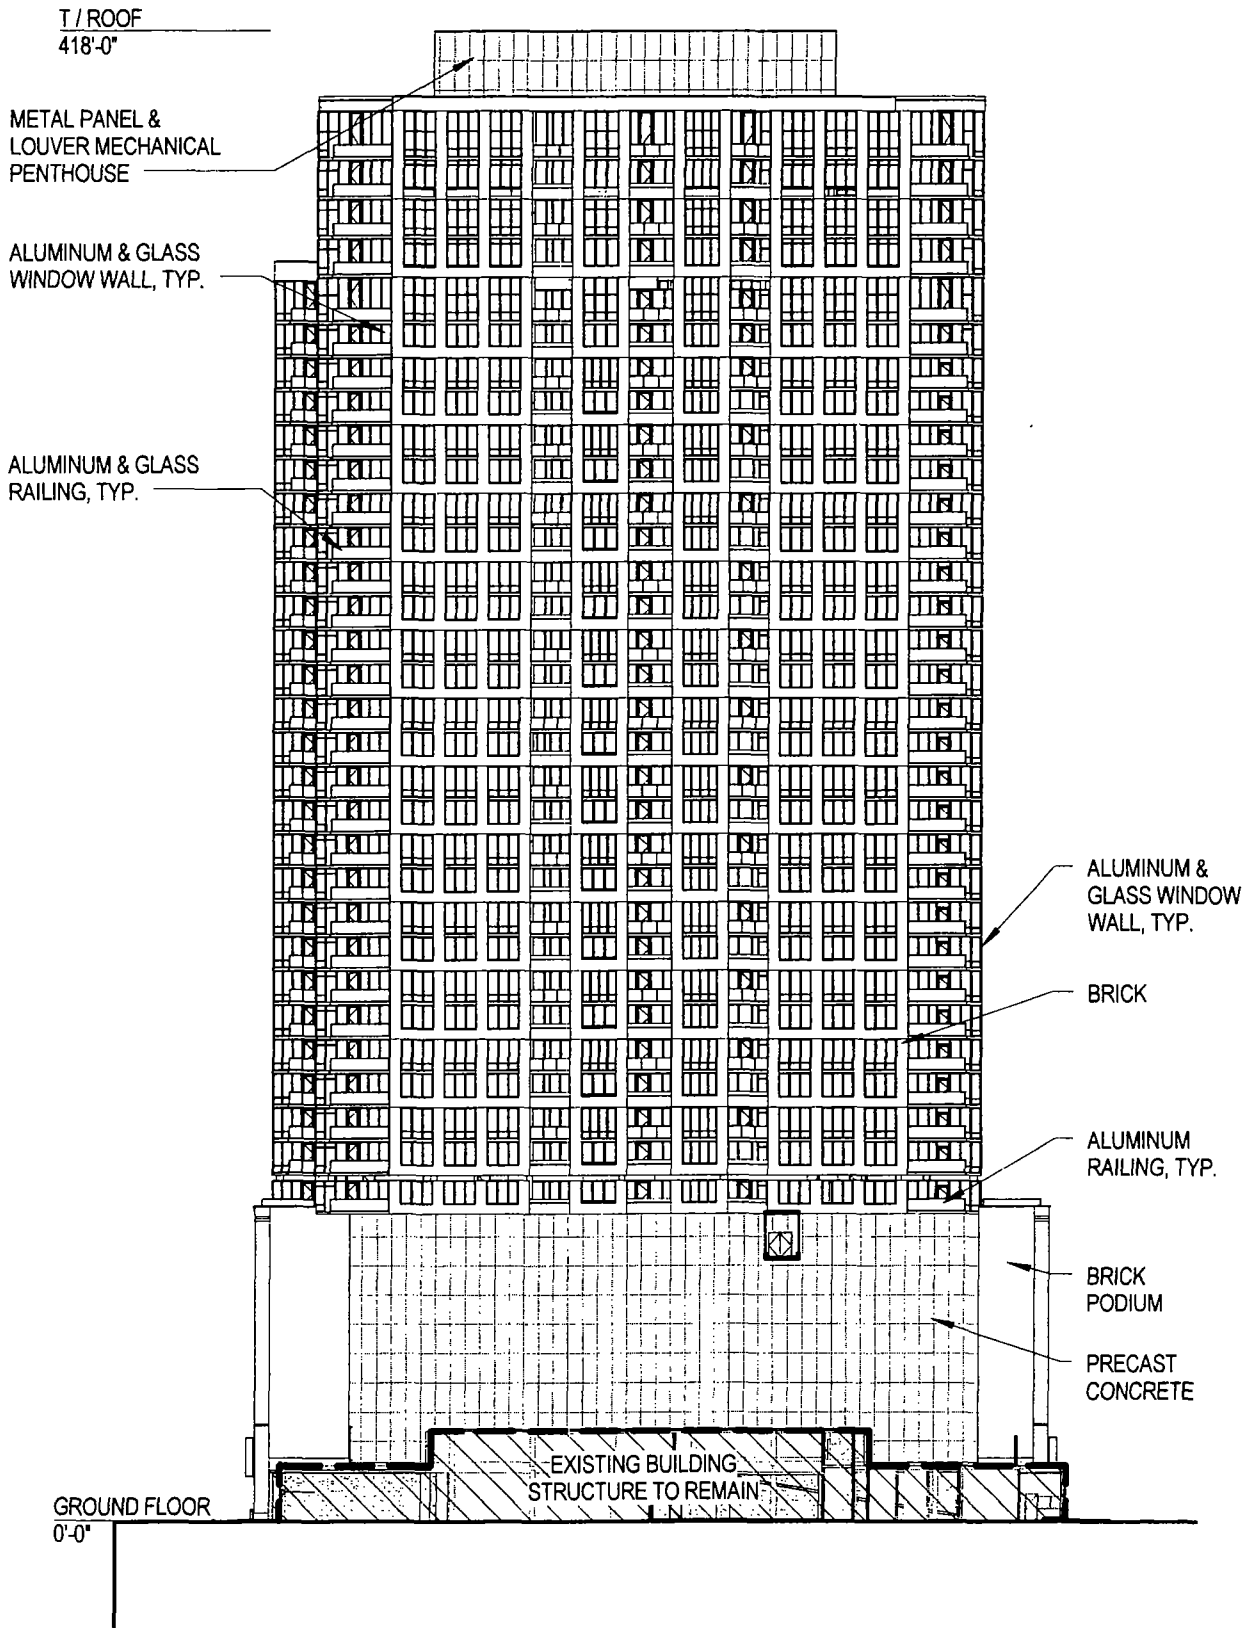 T / ROOF
418'-0"
METAL PANEL &
LOUVER MECHANICAL
PENTHOUSE
ALUMINUM & GLASS
WINDOW WALL, TYP.
ALUMINUM & GLASS
RAILING, TYP.
ALUMINUM &
GLASS WINDOW
WALL, TYP.
BRICK
ALUMINUM
RAILING, TYP.
BRICK
PODIUM
PRECAST
CONCRETE
EXISTING BUILDING
STRUCTURE TO REMAIN
GROUND FLOOR
0'-0"